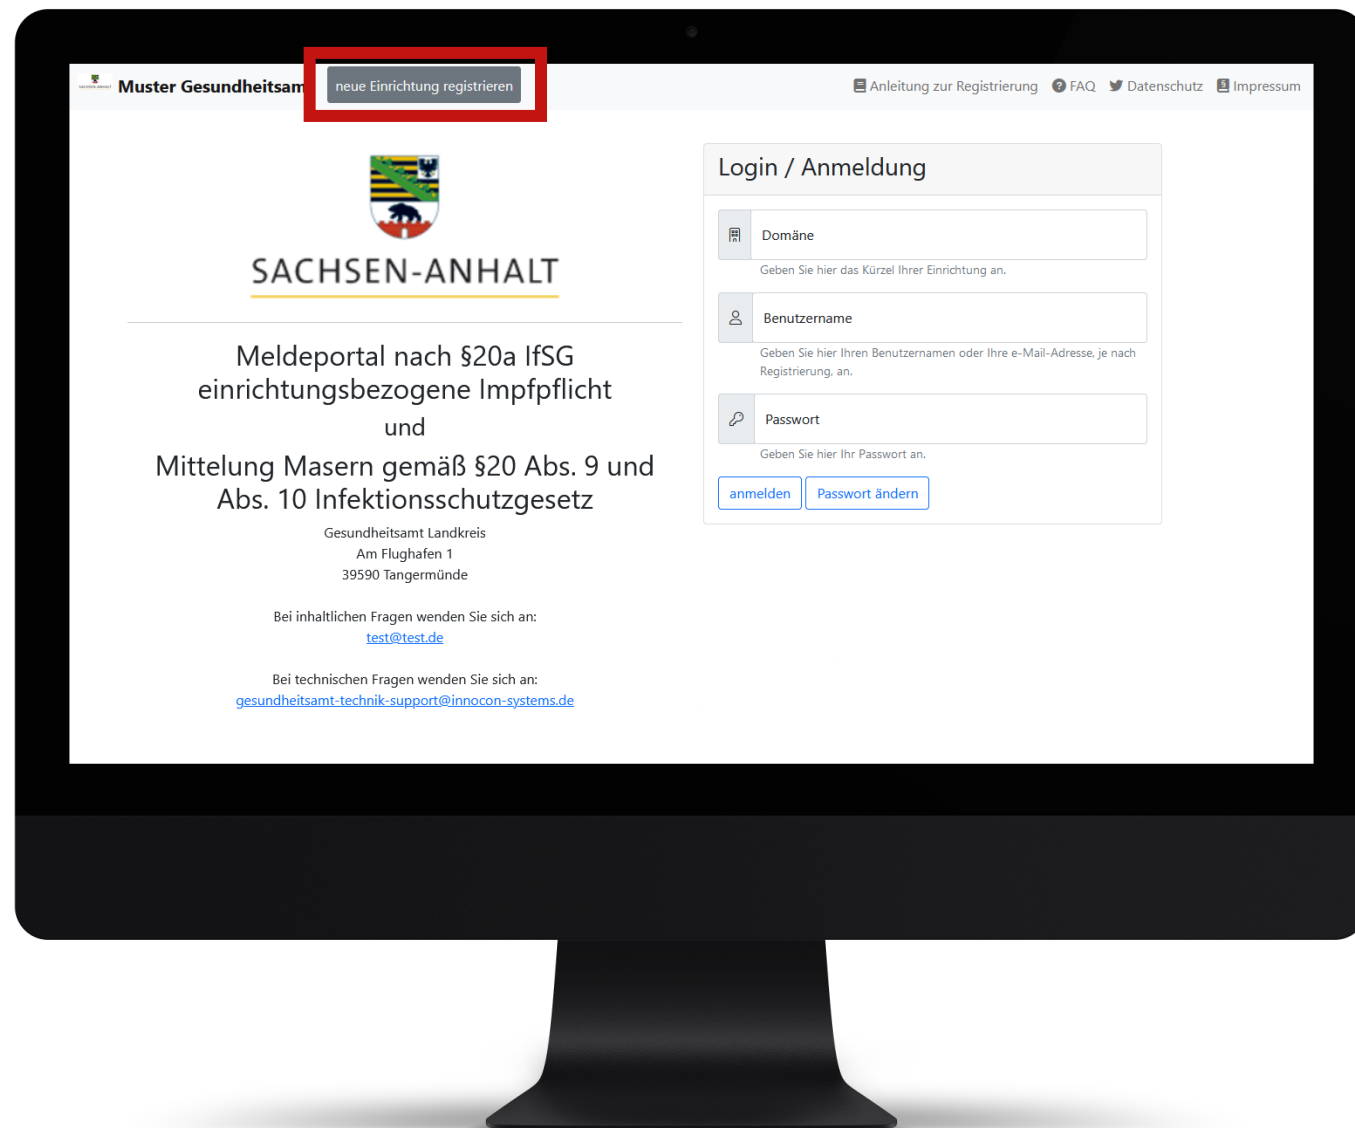 Muster Gesundheitsam
neue Einrichtung registrieren
Anleitung zur Registrierung
FAQ
Datenschutz
Impressum
SACHSEN-ANHALT
Meldeportal nach §20a IfSG
einrichtungsbezogene Impfpflicht
und
Mittelung Masern gemäß §20 Abs. 9 und
Abs. 10 Infektionsschutzgesetz
Gesundheitsamt Landkreis
Am Flughafen 1
39590 Tangermünde
Bei inhaltlichen Fragen wenden Sie sich an:
test@test.de
Bei technischen Fragen wenden Sie sich an:
gesundheitsamt-technik-support@innocon-systems.de
Login / Anmeldung
Domäne
Geben Sie hier das Kürzel Ihrer Einrichtung an.
Benutzername
Geben Sie hier Ihren Benutzernamen oder Ihre e-Mail-Adresse, je nach
Registrierung, an.
Passwort
Geben Sie hier Ihr Passwort an.
anmelden
Passwort ändern